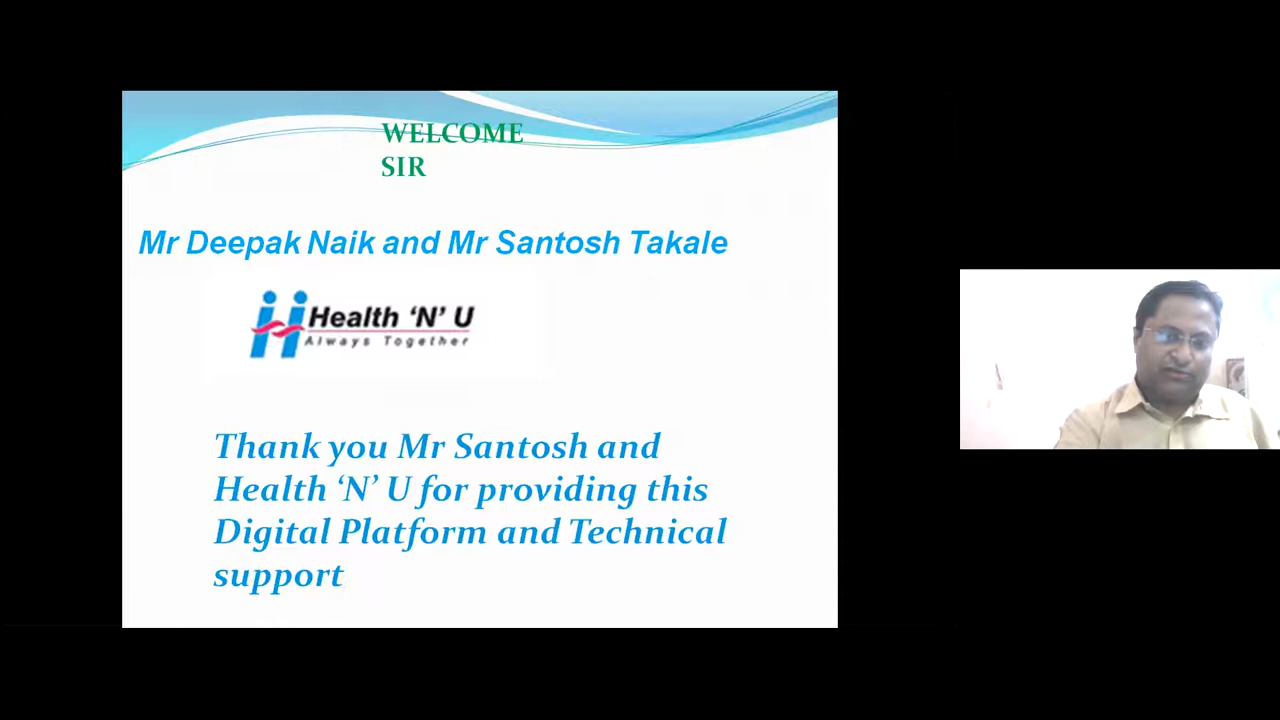 WELCOME
SIR
Mr Deepak Naik and Mr Santosh Takale
Health ‘N’ U
Always Together
Thank you Mr Santosh and
Health ‘N’ U for providing this
Digital Platform and Technical
support